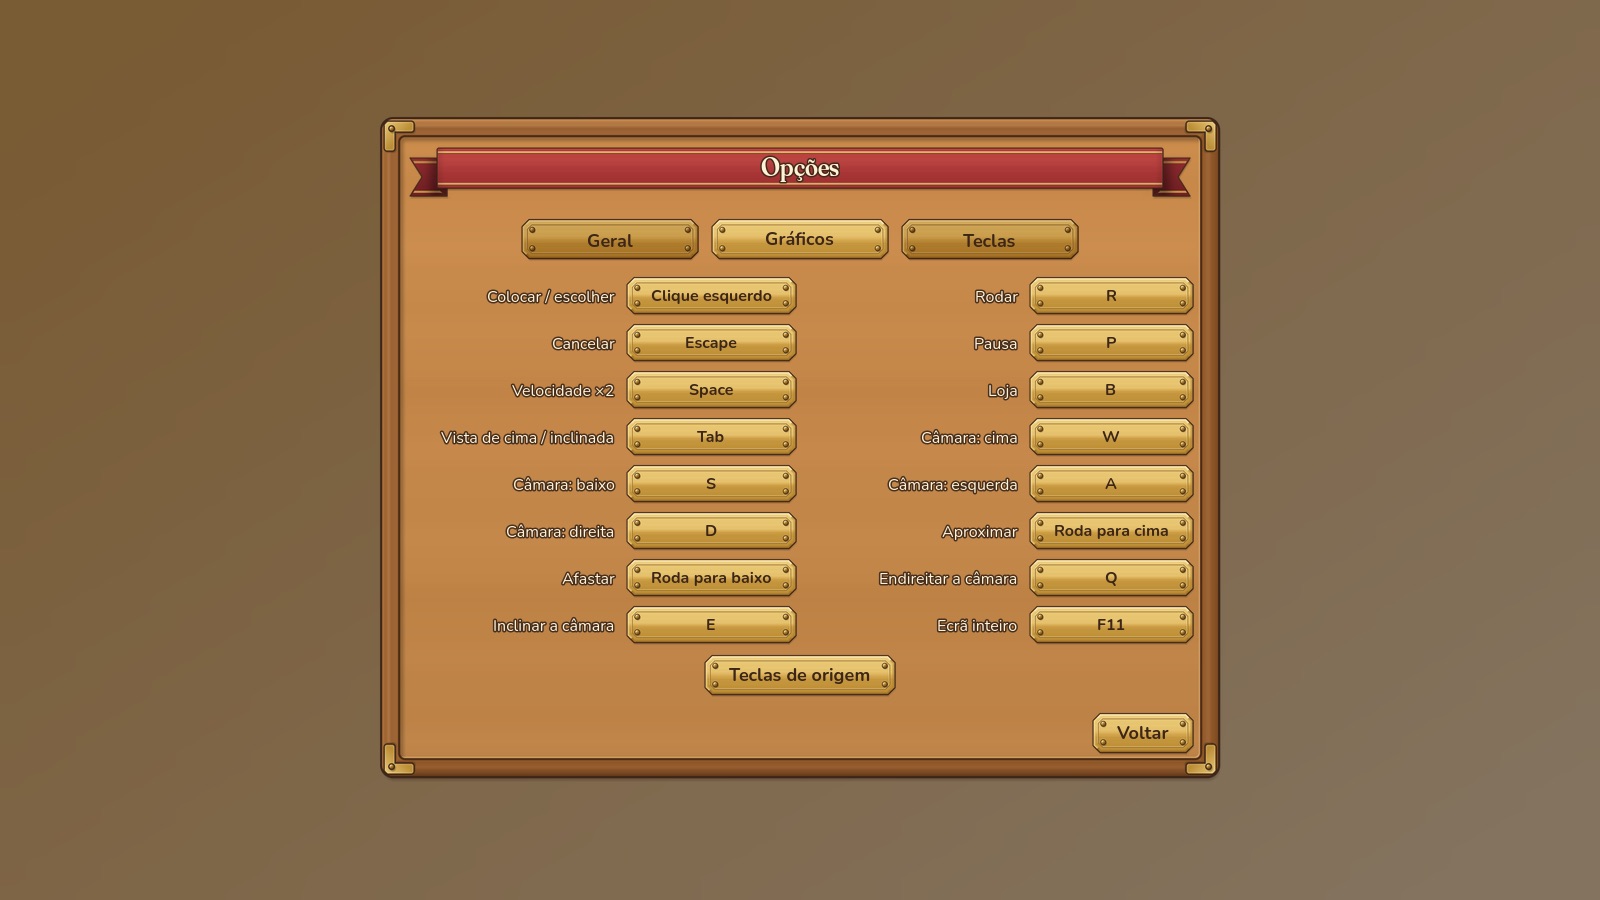 Opções
Geral Gráficos Teclas
Colocar / escolher Clique esquerdo Rodar R
Cancelar Escape Pausa P
Velocidade ×2 Space Loja B
Vista de cima / inclinada Tab Câmara: cima W
Câmara: baixo S Câmara: esquerda A
Câmara: direita D Aproximar Roda para cima
Afastar Roda para baixo Endireitar a câmara Q
Inclinar a câmara E Ecrã inteiro F11
Teclas de origem
Voltar